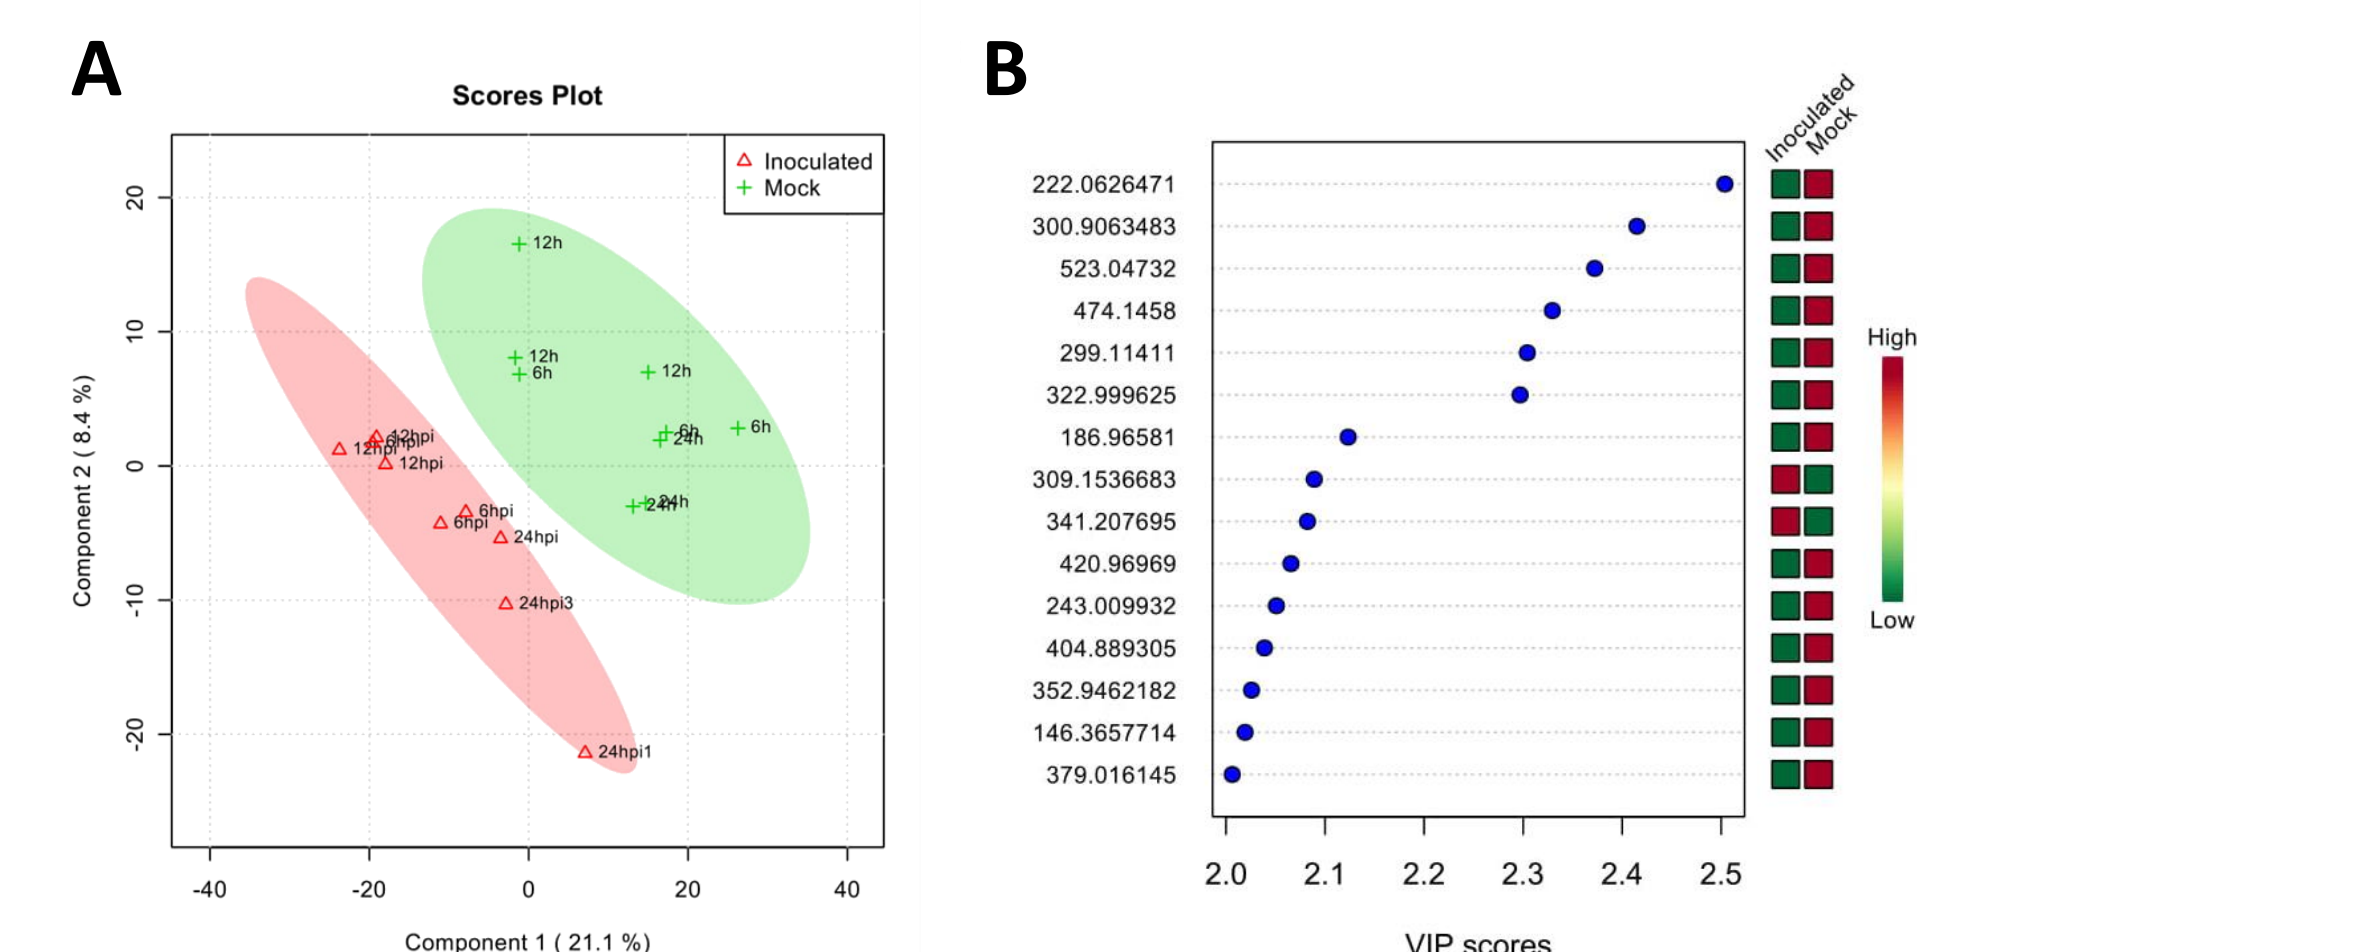 A
Scores Plot
Inoculated
Mock
Component 2 ( 8.4 %)
20
10
0
-10
-20
12h
12h
6h
12h
6h
24h
6h
24h
24h
12hpi
6hpi
12hpi
12hpi
6hpi
6hpi
24hpi
24hpi3
24hpi1
-40
-20
0
20
40
Component 1 ( 21.1 %)
B
Inoculated
Mock
222.0626471
300.9063483
523.04732
474.1458
299.11411
322.999625
186.96581
309.1536683
341.207695
420.96969
243.009932
404.889305
352.9462182
146.3657714
379.016145
High
Low
2.0
2.1
2.2
2.3
2.4
2.5
VIP scores